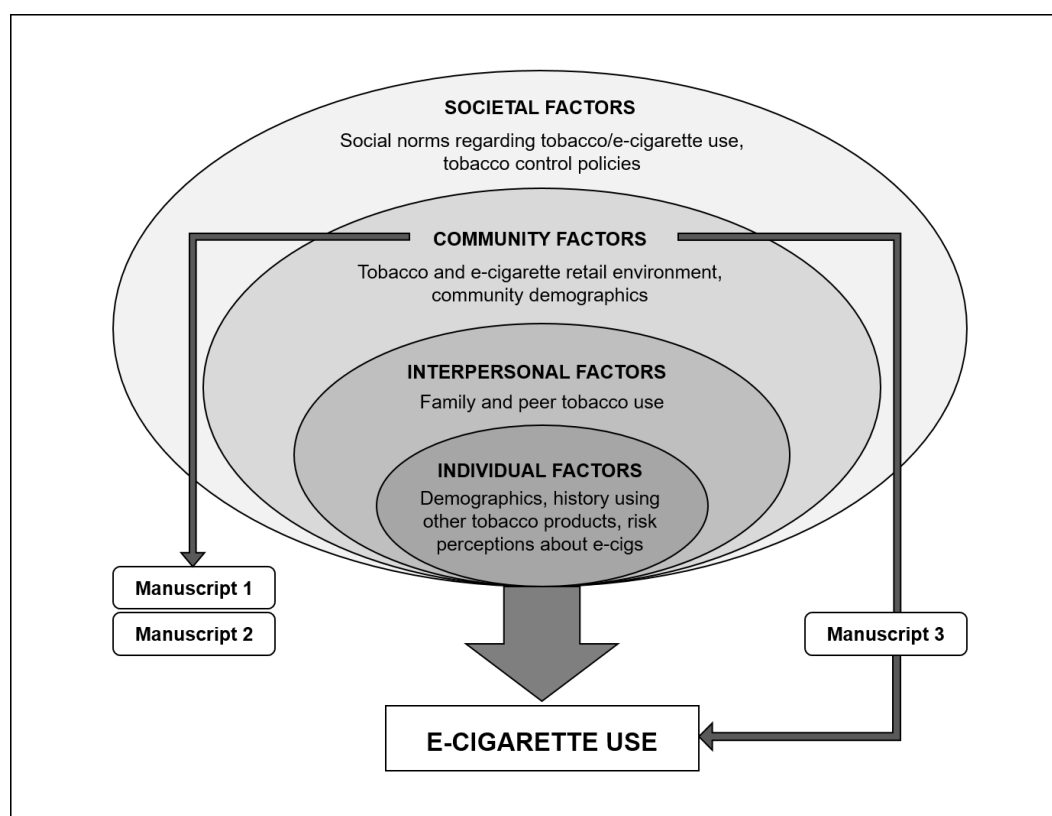 SOCIETAL FACTORS
Social norms regarding tobacco/e-cigarette use,
tobacco control policies
COMMUNITY FACTORS
Tobacco and e-cigarette retail environment,
community demographics
INTERPERSONAL FACTORS
Family and peer tobacco use
INDIVIDUAL FACTORS
Demographics, history using
other tobacco products, risk
perceptions about e-cigs
Manuscript 1
Manuscript 2
Manuscript 3
E-CIGARETTE USE